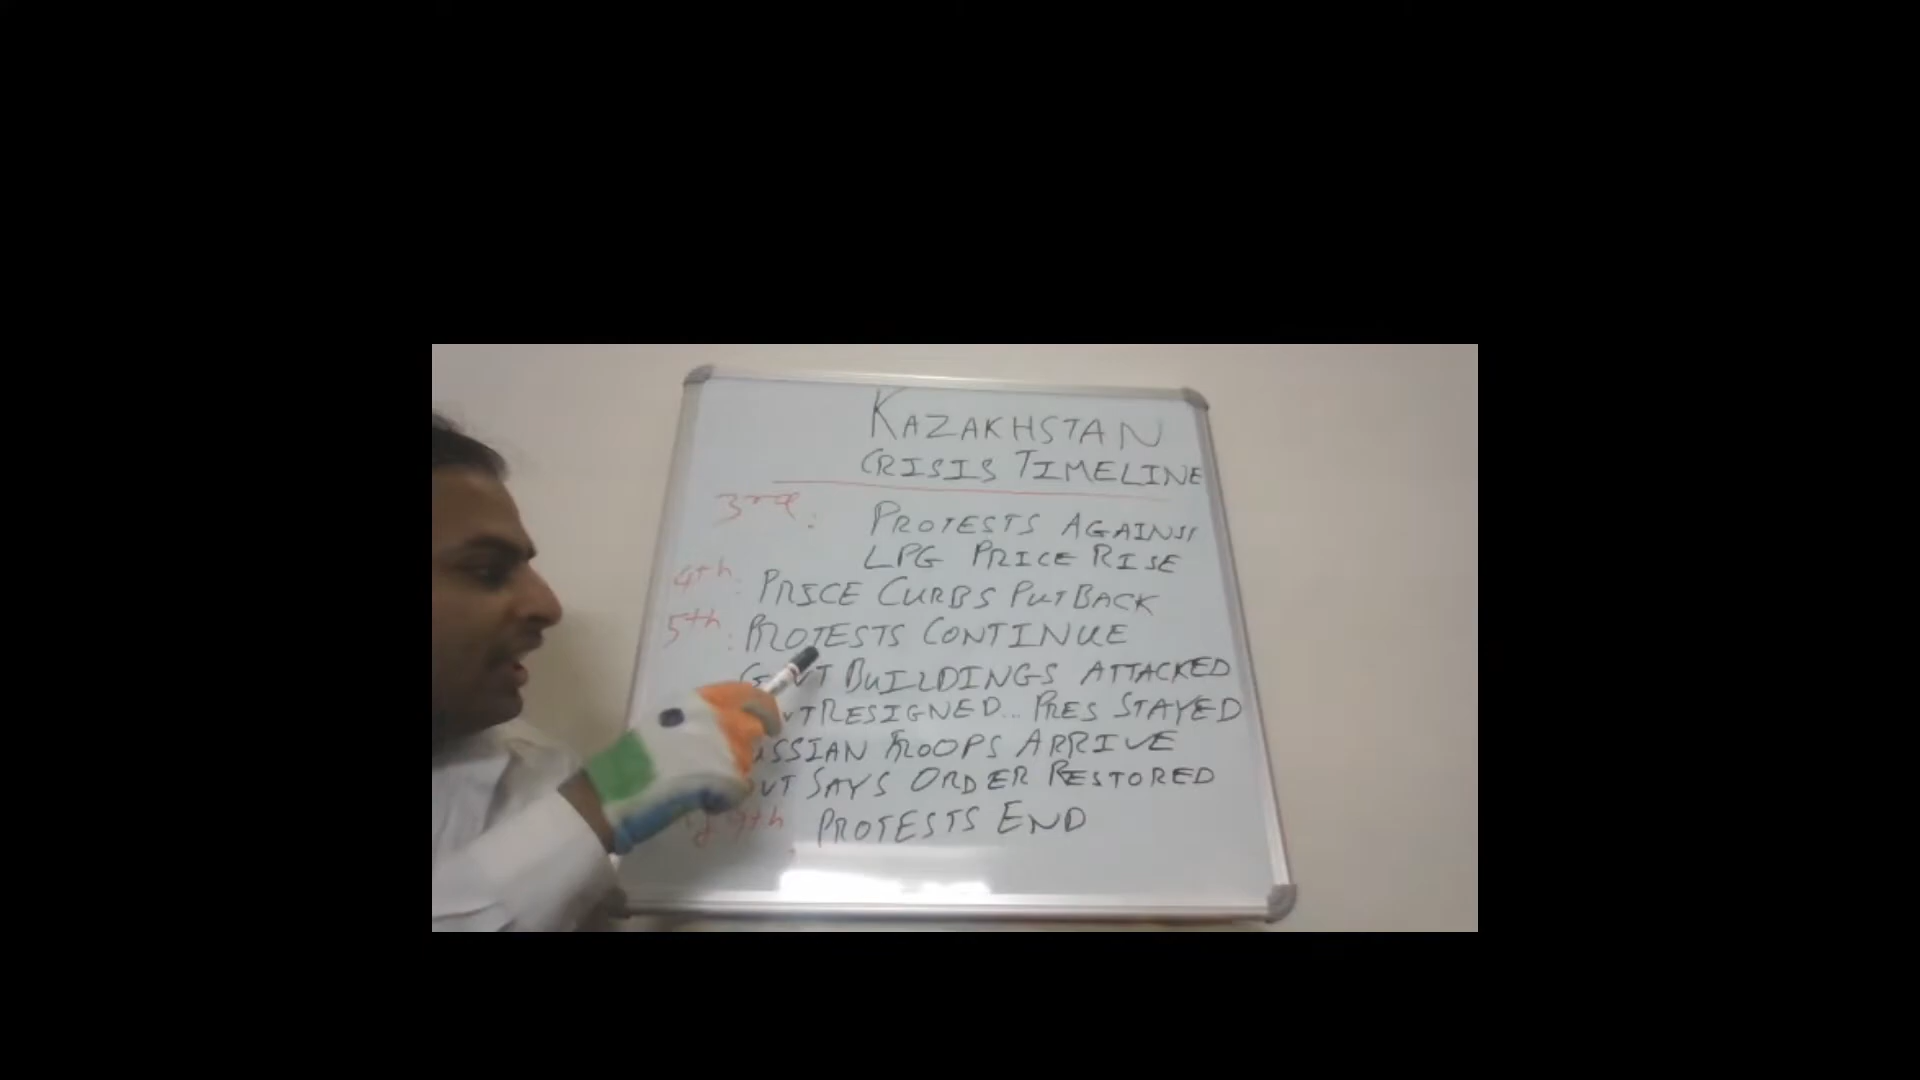 KAZAKHSTAN
CRISIS TIMELINE
3rd: PROTESTS AGAINST
LPG PRICE RISE
4th: PRICE CURBS PUT BACK
5th: PROTESTS CONTINUE
BUILDINGS ATTACKED
RESIGNED... PRES STAYED
TROOPS ARRIVE
SAYS ORDER RESTORED
PROTESTS END